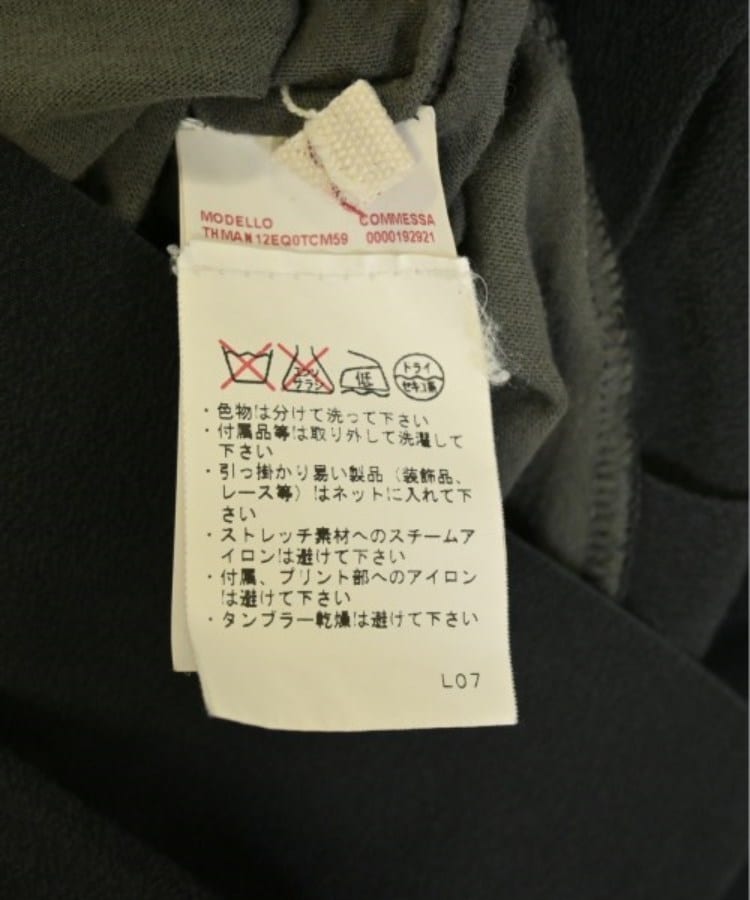 MODELLO COMMESSA
THMAN12EQ0TCM59 0000192921
エンソ 低 ドライ
サラシ セキユ系
・色物は分けて洗って下さい
・付属品等は取り外して洗濯して
下さい
・引っ掛かり易い製品（装飾品、
レース等）はネットに入れて下
さい
・ストレッチ素材へのスチームア
イロンは避けて下さい
・付属、プリント部へのアイロン
は避けて下さい
・タンブラー乾燥は避けて下さい
L07